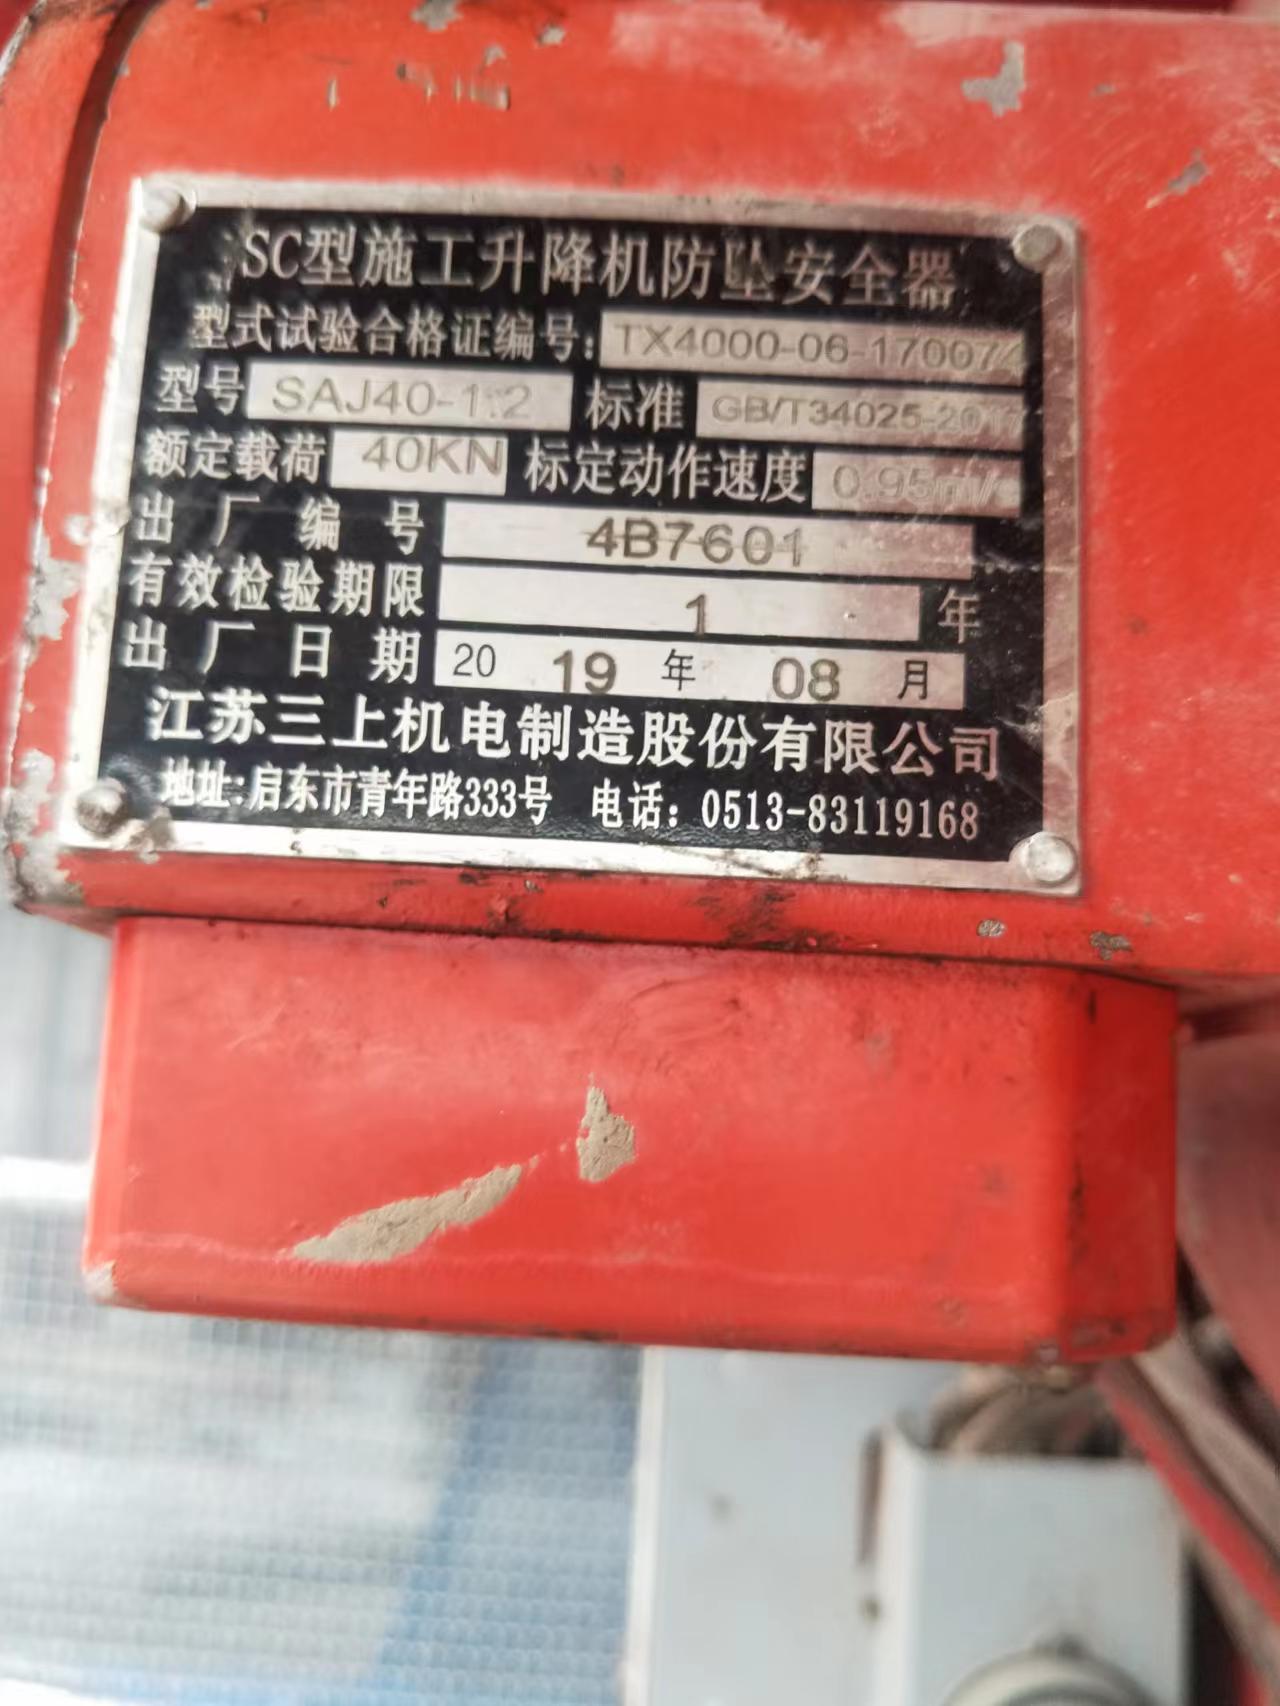 SC型施工升降机防坠安全器
型式试验合格证编号: TX4000-06-170074
型号 SAJ40-1.2 标准 GB/T34025-2017
额定载荷 40KN 标定动作速度 0.95m/s
出厂编号 4B7601
有效检验期限 1 年
出厂日期 2019年08月
江苏三上机电制造股份有限公司
地址:启东市青年路333号 电话: 0513-83119168